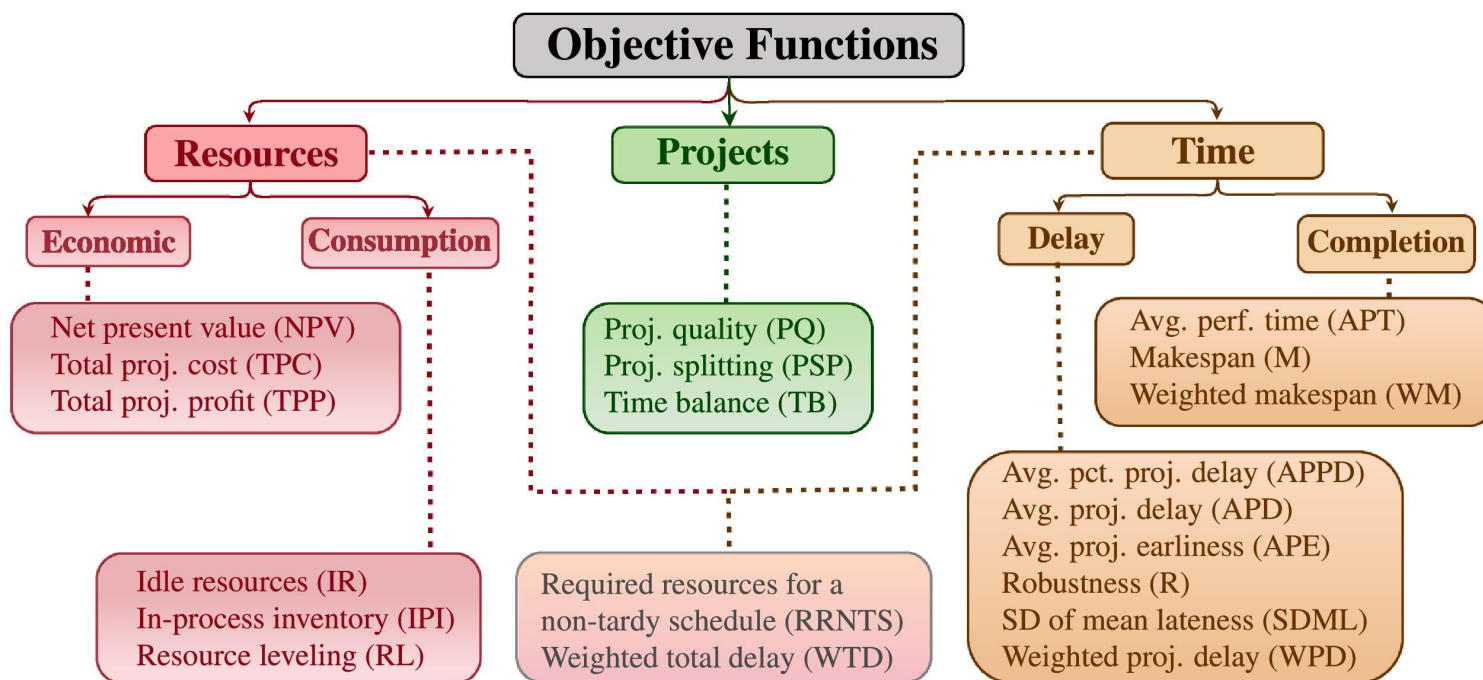 Objective Functions
Resources
Projects
Time
Economic
Consumption
Delay
Completion
Net present value (NPV)
Total proj. cost (TPC)
Total proj. profit (TPP)
Proj. quality (PQ)
Proj. splitting (PSP)
Time balance (TB)
Avg. perf. time (APT)
Makespan (M)
Weighted makespan (WM)
Idle resources (IR)
In-process inventory (IPI)
Resource leveling (RL)
Required resources for a
non-tardy schedule (RRNTS)
Weighted total delay (WTD)
Avg. pct. proj. delay (APPD)
Avg. proj. delay (APD)
Avg. proj. earliness (APE)
Robustness (R)
SD of mean lateness (SDML)
Weighted proj. delay (WPD)